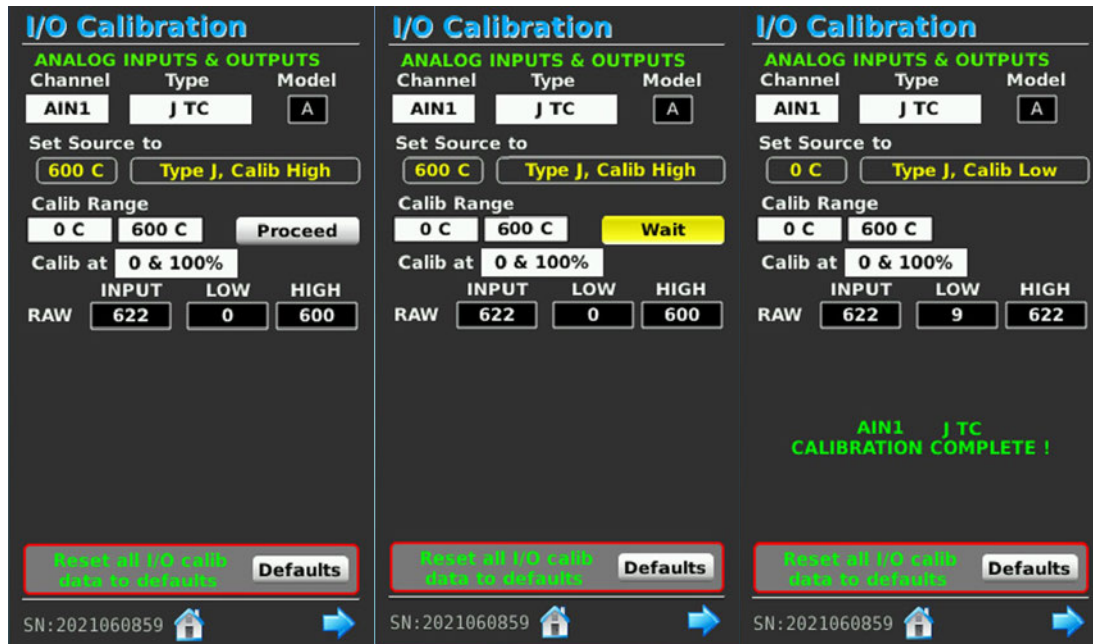 I/O Calibration
ANALOG INPUTS & OUTPUTS
Channel Type Model
AIN1 J TC A
Set Source to
600 C Type J, Calib High
Calib Range
0 C 600 C Proceed
Calib at 0 & 100%
INPUT LOW HIGH
RAW 622 0 600
Reset all I/O calib
data to defaults
Defaults
SN:2021060859
I/O Calibration
ANALOG INPUTS & OUTPUTS
Channel Type Model
AIN1 J TC A
Set Source to
600 C Type J, Calib High
Calib Range
0 C 600 C Wait
Calib at 0 & 100%
INPUT LOW HIGH
RAW 622 0 600
Reset all I/O calib
data to defaults
Defaults
SN:2021060859
I/O Calibration
ANALOG INPUTS & OUTPUTS
Channel Type Model
AIN1 J TC A
Set Source to
0 C Type J, Calib Low
Calib Range
0 C 600 C
Calib at 0 & 100%
INPUT LOW HIGH
RAW 622 9 622
AIN1 J TC
CALIBRATION COMPLETE !
Reset all I/O calib
data to defaults
Defaults
SN:2021060859